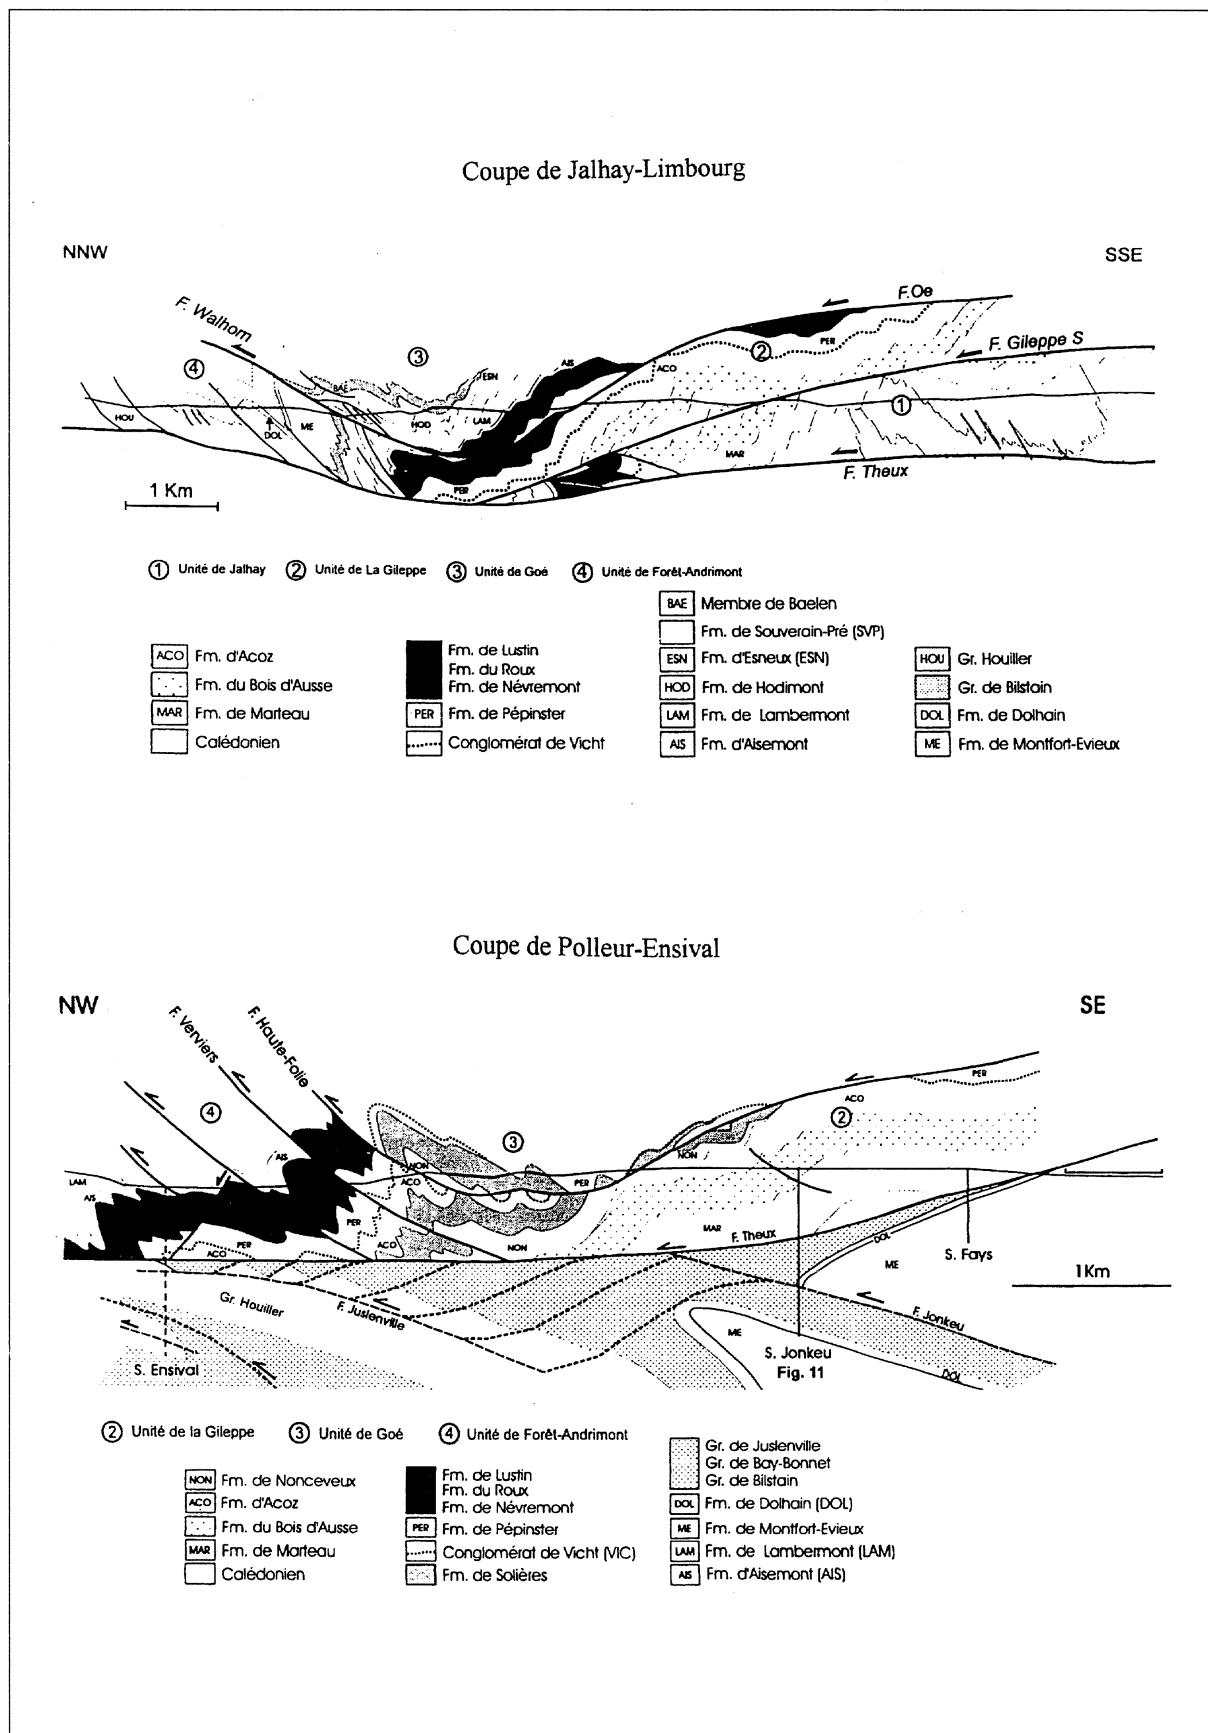 Coupe de Jalhay-Limbourg
NNW
SSE
F. Walhorn
F.Oe
F. Gileppe S
F. Theux
4
3
2
1
AIS
ESN
BAE
PER
ACO
HOU
DOL
ME
HOD
LAM
MAR
PER
1 Km
1 Unité de Jalhay 2 Unité de La Gileppe 3 Unité de Goé 4 Unité de Forêt-Andrimont
ACO Fm. d'Acoz
Fm. du Bois d'Ausse
MAR Fm. de Marteau
Calédonien
Fm. de Lustin
Fm. du Roux
Fm. de Névremont
PER Fm. de Pépinster
Conglomérat de Vicht
BAE Membre de Baelen
Fm. de Souverain-Pré (SVP)
ESN Fm. d'Esneux (ESN)
HOD Fm. de Hodimont
LAM Fm. de Lambermont
AIS Fm. d'Aisemont
HOU Gr. Houiller
Gr. de Bilstain
DOL Fm. de Dolhain
ME Fm. de Montfort-Evieux
Coupe de Polleur-Ensival
NW
SE
F. Verviers
F. Haute-Folie
4
3
2
PER
ACO
NON
AIS
NON
ACO
PER
LAM
AIS
PER
MAR
ACO
PER
ACO
NON
F. Theux
DOL
ME
S. Fays
1Km
Gr. Houiller
F. Juslenville
F. Jonkeu
ME
S. Jonkeu
Fig. 11
DOL
S. Ensival
2 Unité de la Gileppe 3 Unité de Goé 4 Unité de Forêt-Andrimont
NON Fm. de Nonceveux
ACO Fm. d'Acoz
Fm. du Bois d'Ausse
MAR Fm. de Marteau
Calédonien
Fm. de Lustin
Fm. du Roux
Fm. de Névremont
PER Fm. de Pépinster
Conglomérat de Vicht (VIC)
Fm. de Solières
Gr. de Juslenville
Gr. de Bay-Bonnet
Gr. de Bilstain
DOL Fm. de Dolhain (DOL)
ME Fm. de Montfort-Evieux
LAM Fm. de Lambermont (LAM)
AIS Fm. d'Aisemont (AIS)